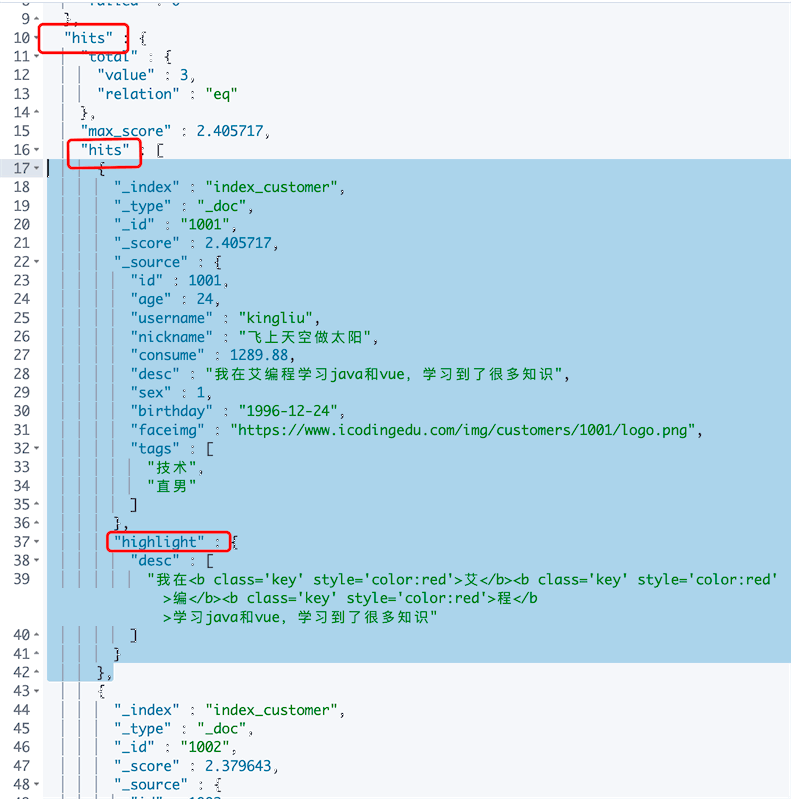 9 },
10 "hits" : {
11 "total" : {
12 "value" : 3,
13 "relation" : "eq"
14 },
15 "max_score" : 2.405717,
16 "hits" : [
17 {
18 "_index" : "index_customer",
19 "_type" : "_doc",
20 "_id" : "1001",
21 "_score" : 2.405717,
22 "_source" : {
23 "id" : 1001,
24 "age" : 24,
25 "username" : "kingliu",
26 "nickname" : "飞上天空做太阳",
27 "consume" : 1289.88,
28 "desc" : "我在艾编程学习java和vue，学习到了很多知识",
29 "sex" : 1,
30 "birthday" : "1996-12-24",
31 "faceimg" : "https://www.icodingedu.com/img/customers/1001/logo.png",
32 "tags" : [
33 "技术",
34 "直男"
35 ]
36 },
37 "highlight" : {
38 "desc" : [
39 "我在<b class='key' style='color:red'>艾</b><b class='key' style='color:red'
>编</b><b class='key' style='color:red'>程</b
>学习java和vue，学习到了很多知识"
40 ]
41 }
42 },
43 {
44 "_index" : "index_customer",
45 "_type" : "_doc",
46 "_id" : "1002",
47 "_score" : 2.379643,
48 "_source" : {